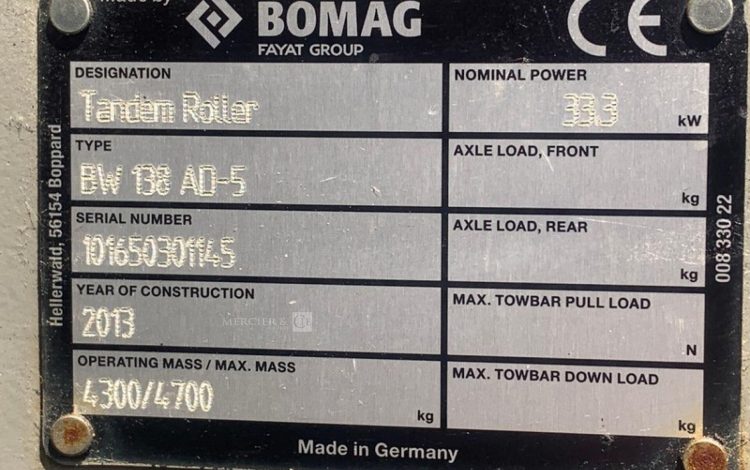 Made by
BOMAG
FAYAT GROUP
CE
DESIGNATION
Tandem Roller
NOMINAL POWER
33.3 kW
TYPE
BW 138 AD-5
AXLE LOAD, FRONT
kg
SERIAL NUMBER
101650301145
AXLE LOAD, REAR
kg
YEAR OF CONSTRUCTION
2013
MAX. TOWBAR PULL LOAD
N
OPERATING MASS / MAX. MASS
4300/4700 kg
MAX. TOWBAR DOWN LOAD
kg
Hellerwald, 56154 Boppard
008 330 22
Made in Germany
MERCIER &